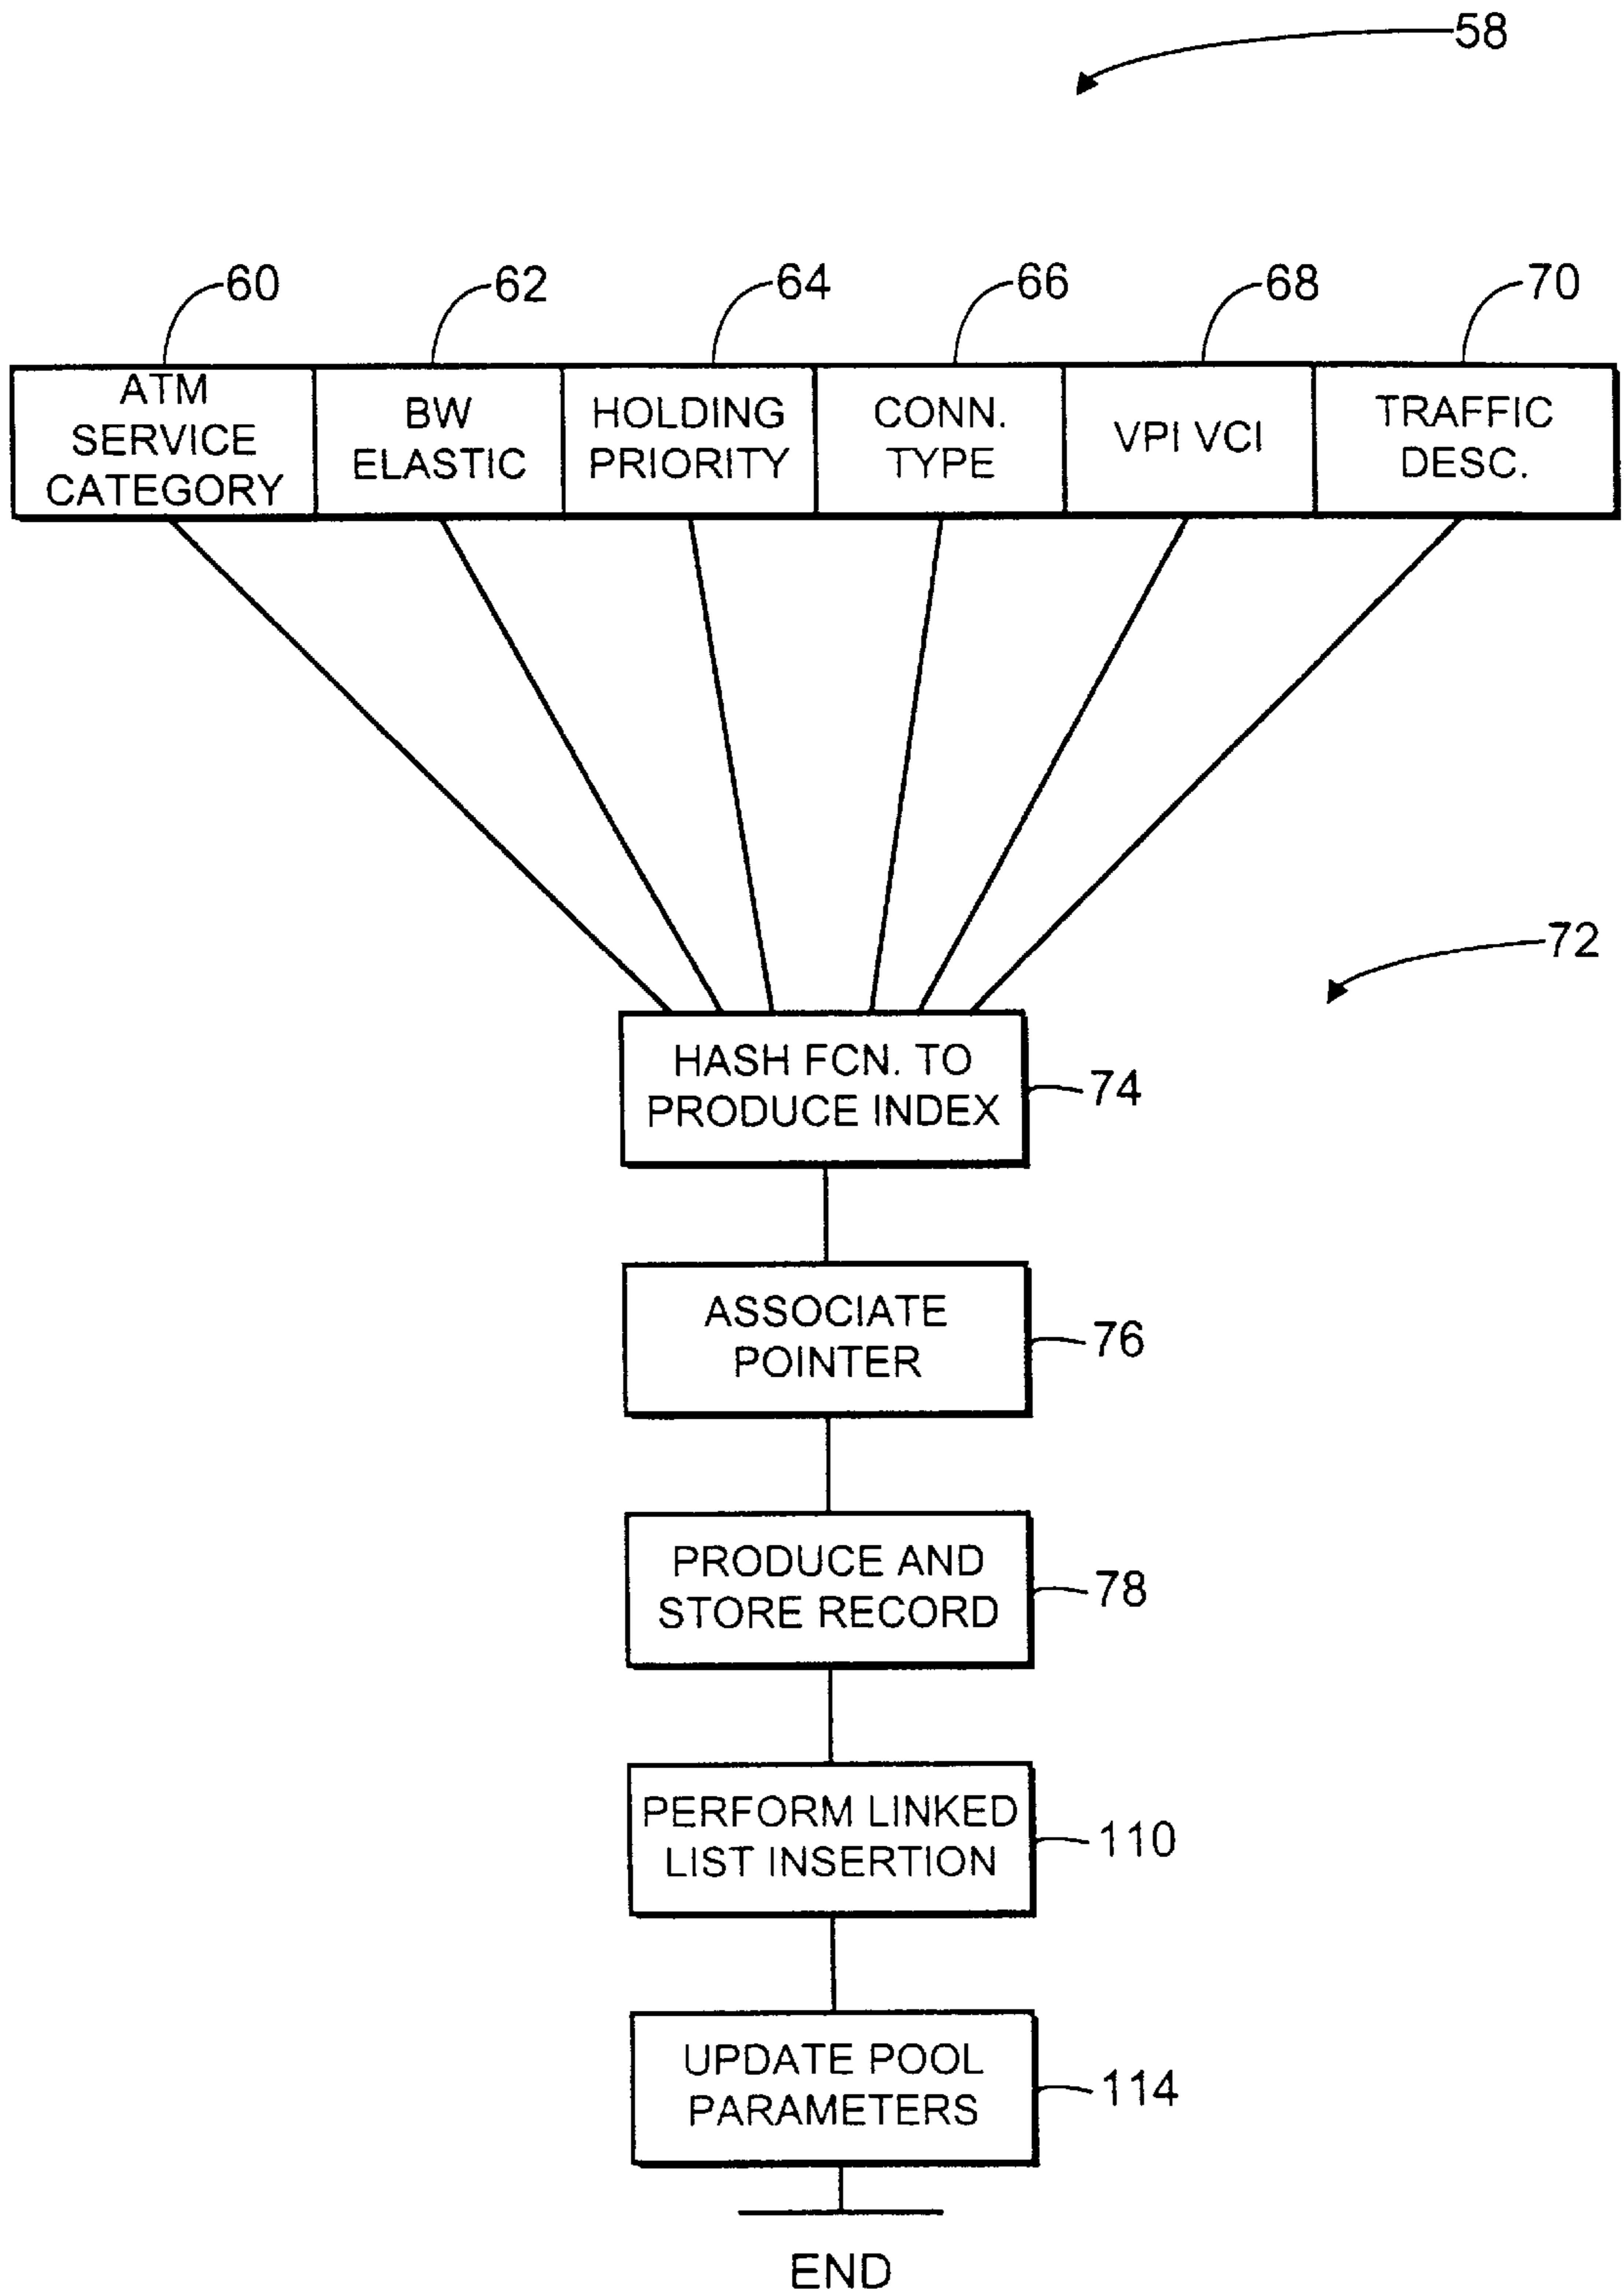 58
60
62
64
66
68
70
ATM
SERVICE
CATEGORY
BW
ELASTIC
HOLDING
PRIORITY
CONN.
TYPE
VPI VCI
TRAFFIC
DESC.
72
HASH FCN. TO
PRODUCE INDEX
74
ASSOCIATE
POINTER
76
PRODUCE AND
STORE RECORD
78
PERFORM LINKED
LIST INSERTION
110
UPDATE POOL
PARAMETERS
114
END